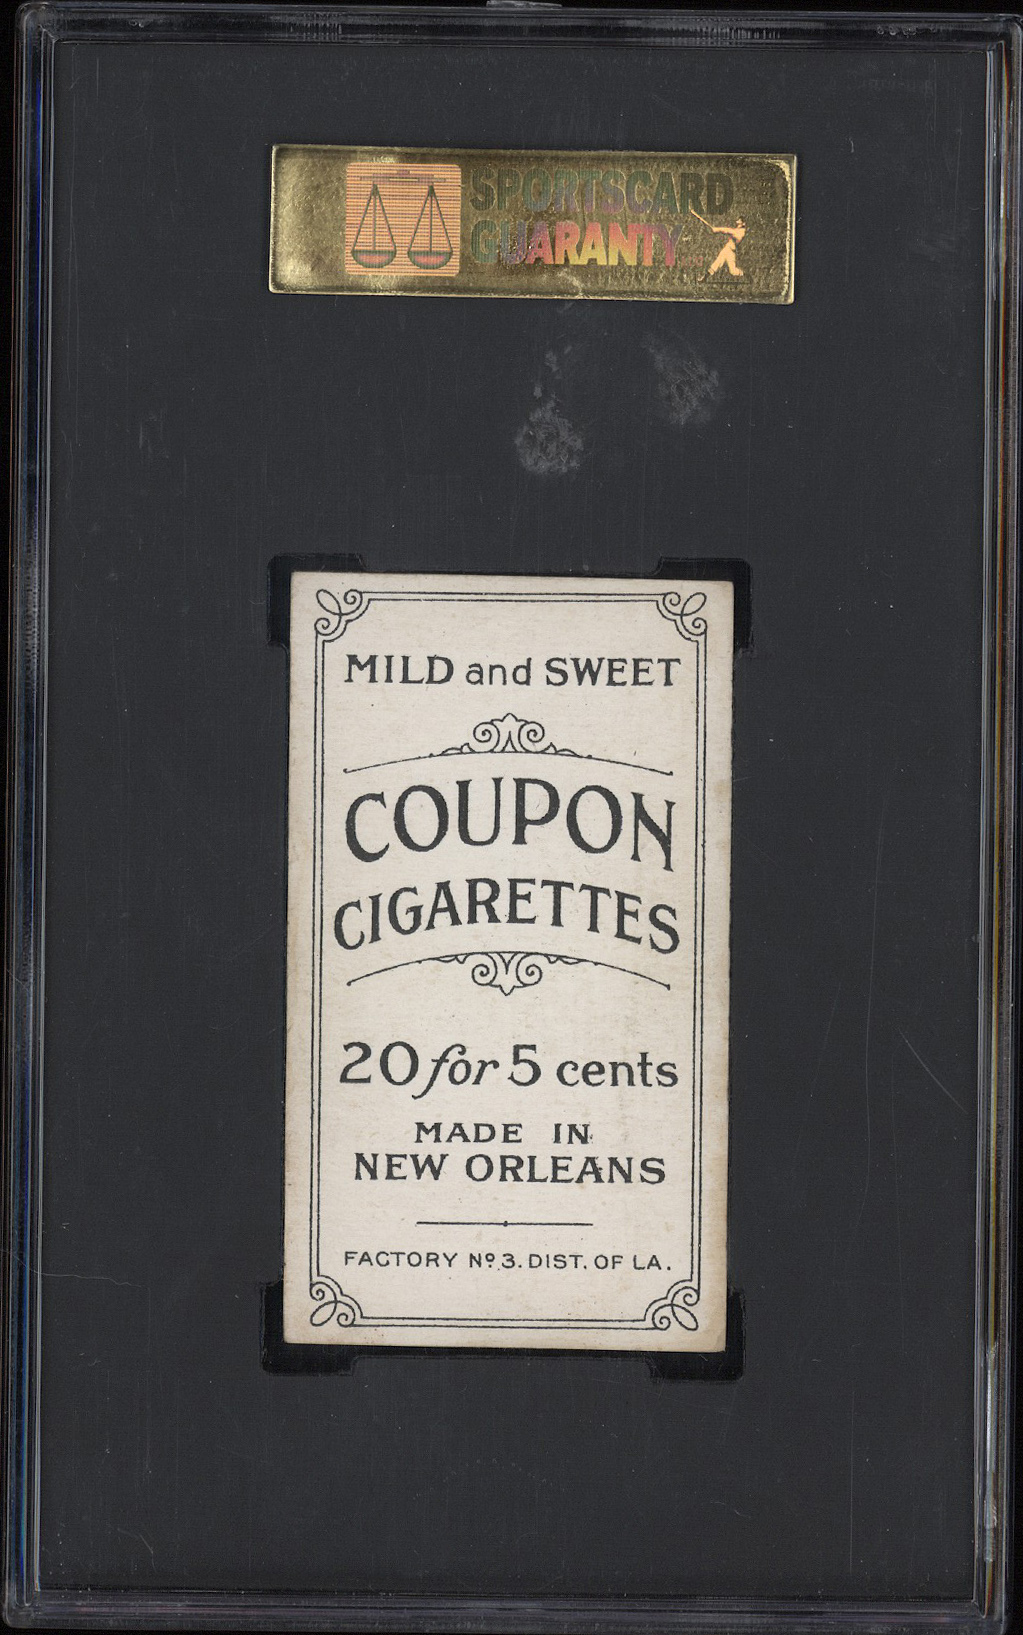 SPORTSCARD
GUARANTY
MILD and SWEET
COUPON
CIGARETTES
20 for 5 cents
MADE IN
NEW ORLEANS
FACTORY Nº 3. DIST. OF LA.